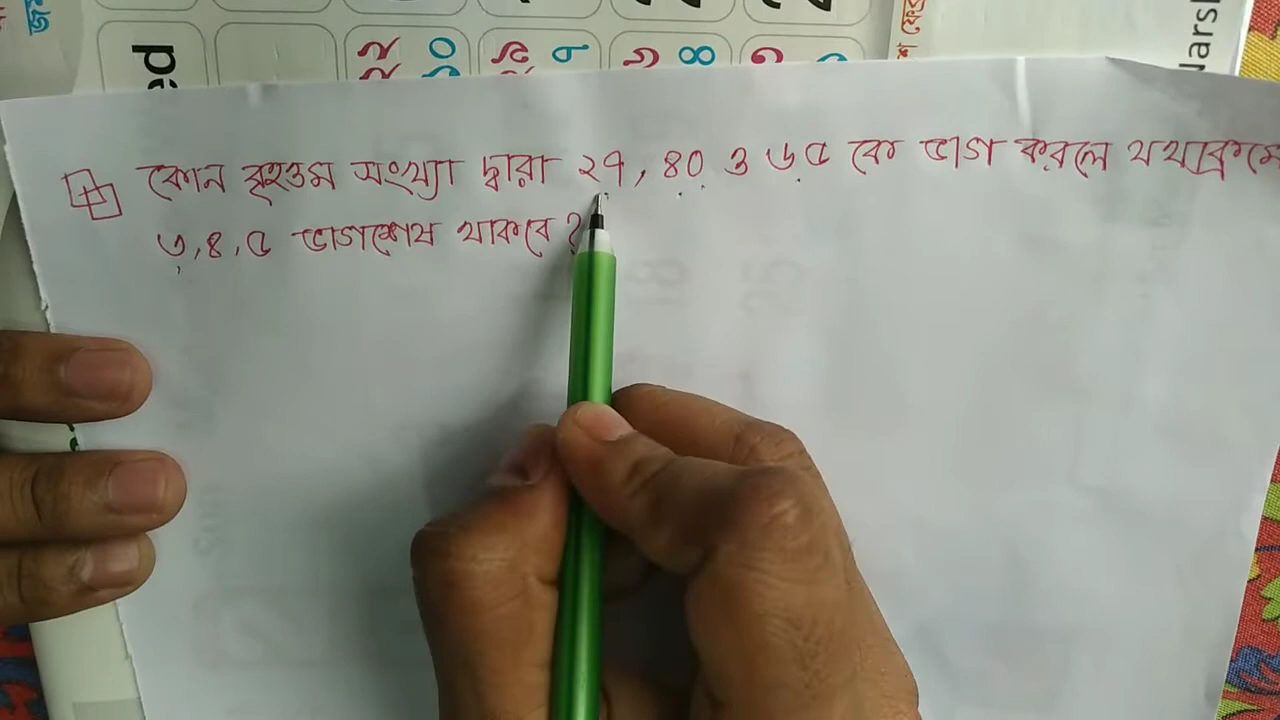 কোন বৃহত্তম সংখ্যা দ্বারা ২৭, ৪০ ও ৬৫ কে ভাগ করলে যথাক্রমে
৩, ৪, ৫ ভাগশেষ থাকবে?